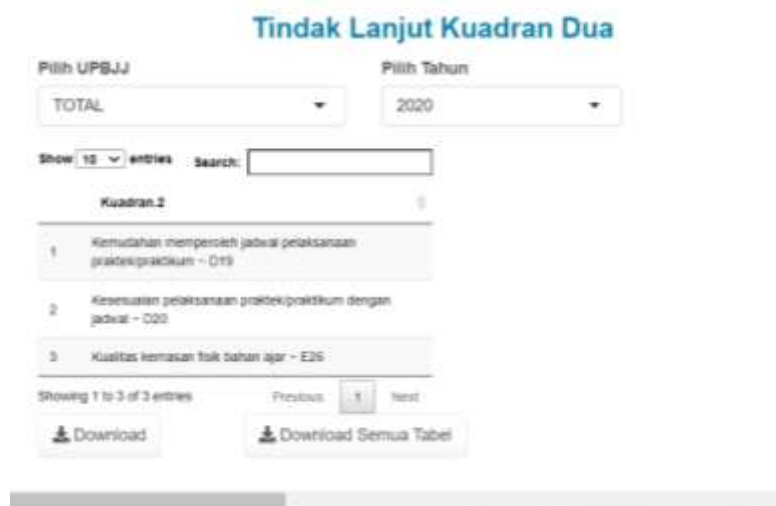 Tindak Lanjut Kuadran Dua
Pilih UPBJJ Pilih Tahun
TOTAL 2020
Show 10 entries Search:
Kuadran.2
1 Kemudahan memperoleh jadwal pelaksanaan
praktek/praktikum – D19
2 Kesesuaian pelaksanaan praktek/praktikum dengan
jadwal – D20
3 Kualitas kemasan fisik bahan ajar – E26
Showing 1 to 3 of 3 entries Previous 1 Next
Download Download Semua Tabel